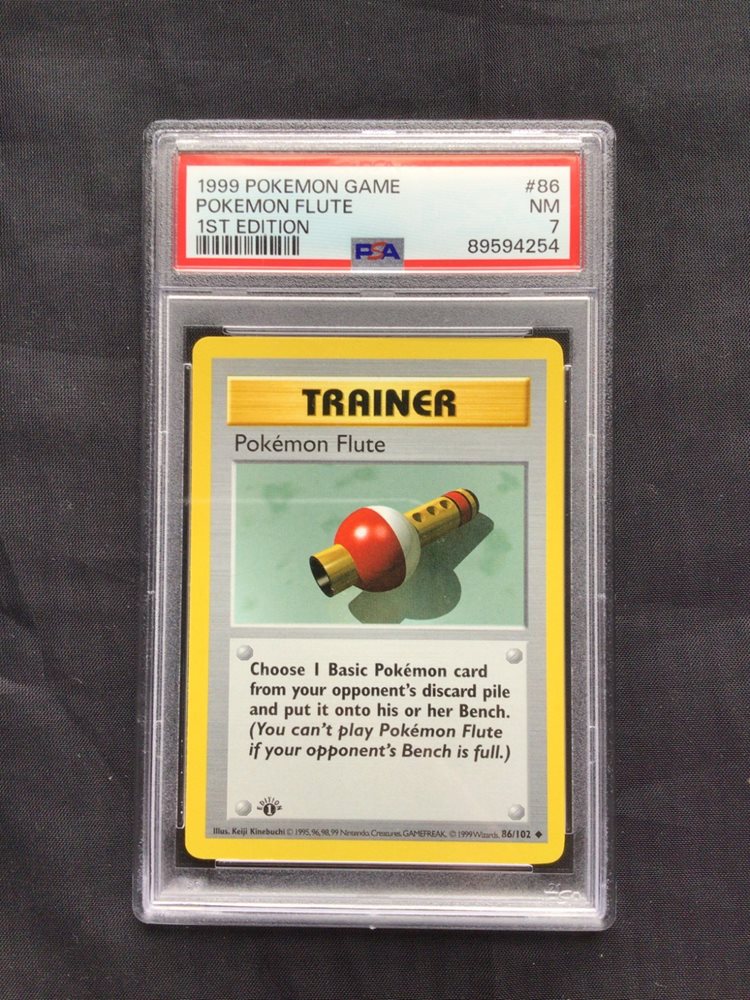 1999 POKEMON GAME #86
POKEMON FLUTE NM
1ST EDITION 7
PSA 89594254
TRAINER
Pokémon Flute
Choose 1 Basic Pokémon card
from your opponent's discard pile
and put it onto his or her Bench.
(You can't play Pokémon Flute
if your opponent's Bench is full.)
EDITION
1
Illus. Keiji Kinebuchi © 1995, 96, 98, 99 Nintendo, Creatures, GAMEFREAK. © 1999 Wizards. 86/102 ◆